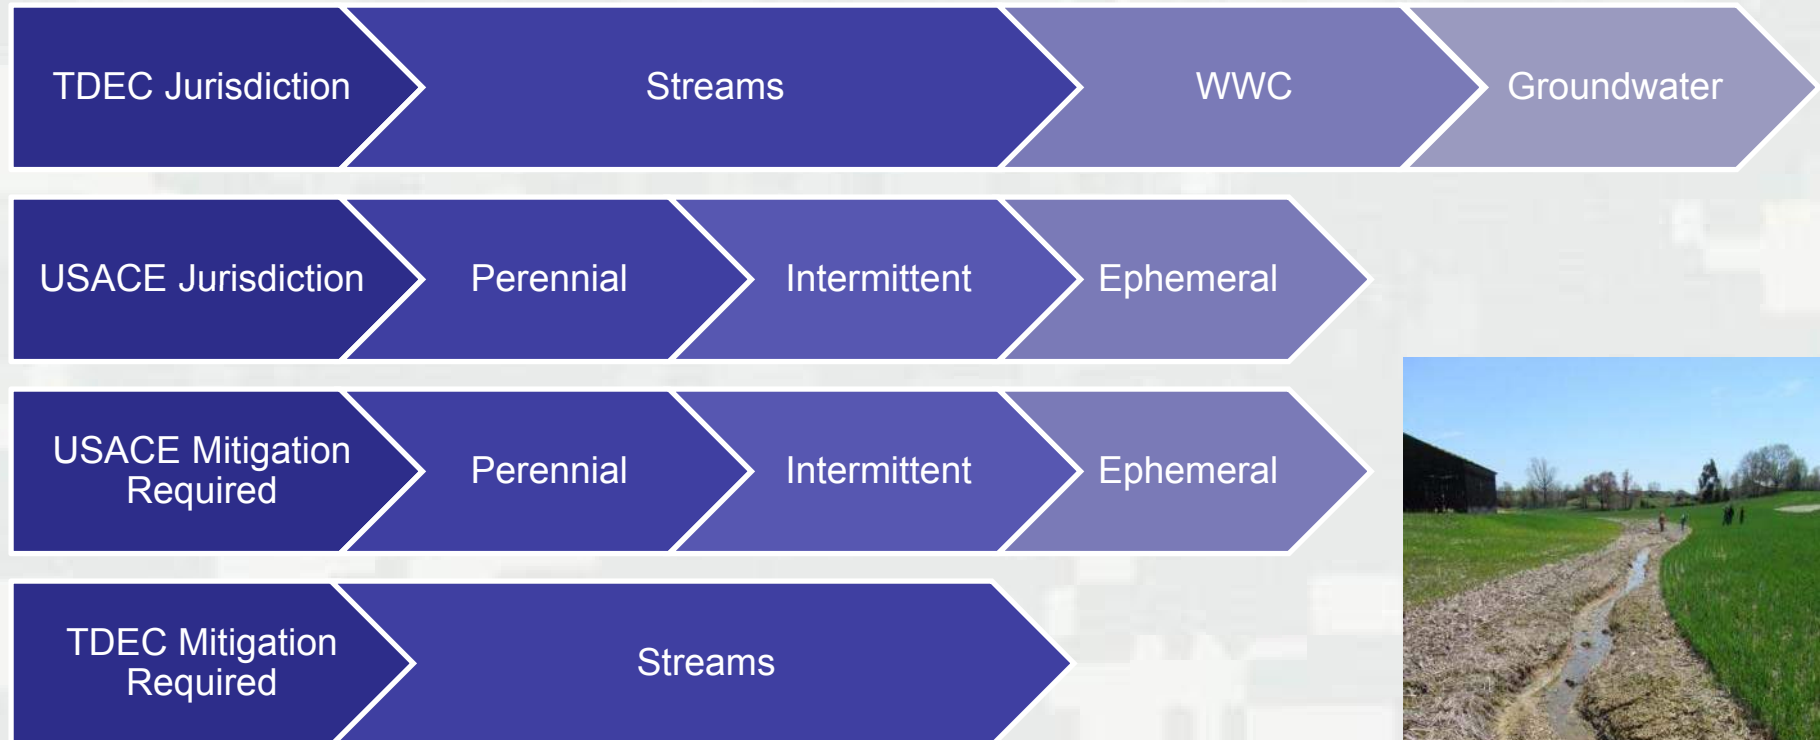 TDEC Jurisdiction
Streams
WWC
Groundwater
USACE Jurisdiction
Perennial
Intermittent
Ephemeral
USACE Mitigation
Required
Perennial
Intermittent
Ephemeral
TDEC Mitigation
Required
Streams